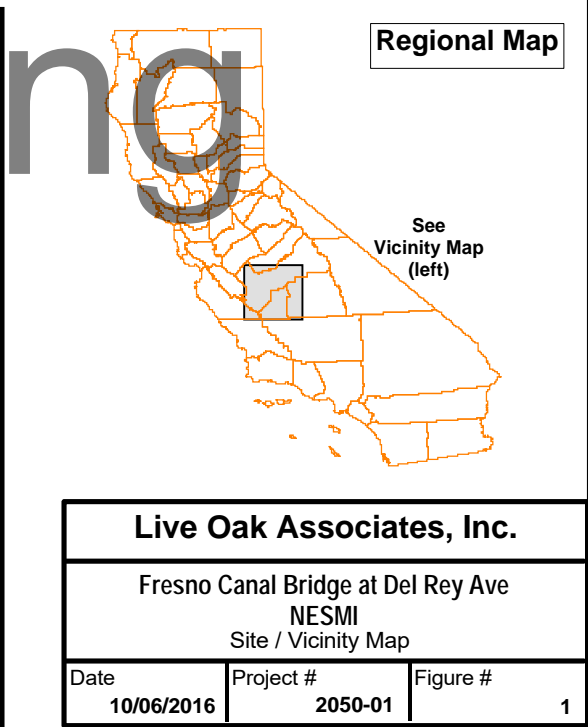 ng
Regional Map
See
Vicinity Map
(left)
Live Oak Associates, Inc.
Fresno Canal Bridge at Del Rey Ave
NESMI
Site / Vicinity Map
Date
Project #
Figure #
10/06/2016
2050-01
1